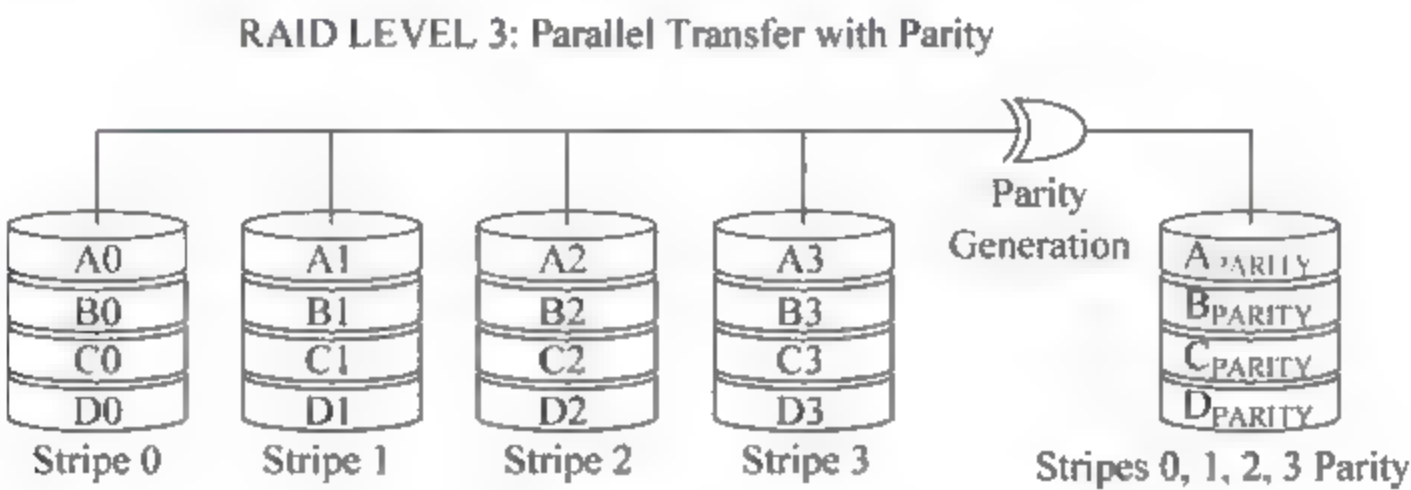 RAID LEVEL 3: Parallel Transfer with Parity
Parity
Generation
A0 A1 A2 A3 APARITY
B0 B1 B2 B3 BPARITY
C0 C1 C2 C3 CPARITY
D0 D1 D2 D3 DPARITY
Stripe 0 Stripe 1 Stripe 2 Stripe 3 Stripes 0, 1, 2, 3 Parity